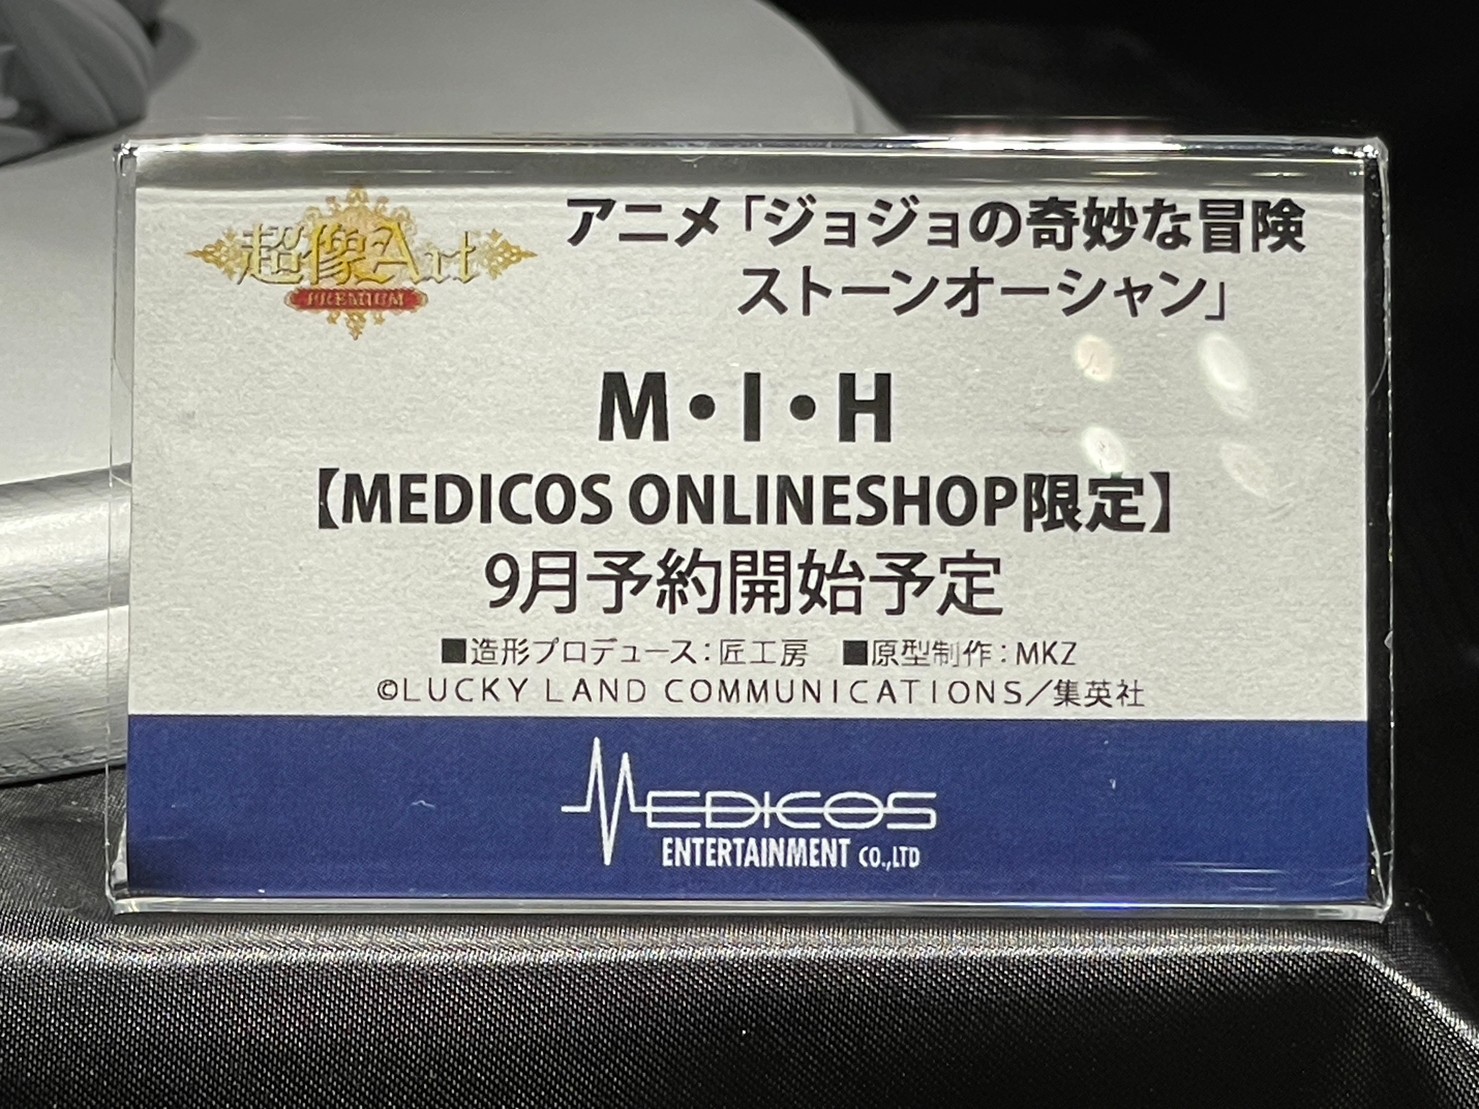 超像Art
PREMIUM
アニメ「ジョジョの奇妙な冒険
ストーンオーシャン」
M・I・H
【MEDICOS ONLINESHOP限定】
9月予約開始予定
■造形プロデュース：匠工房　■原型制作：MKZ
©LUCKY LAND COMMUNICATIONS／集英社
MEDICOS
ENTERTAINMENT CO.,LTD